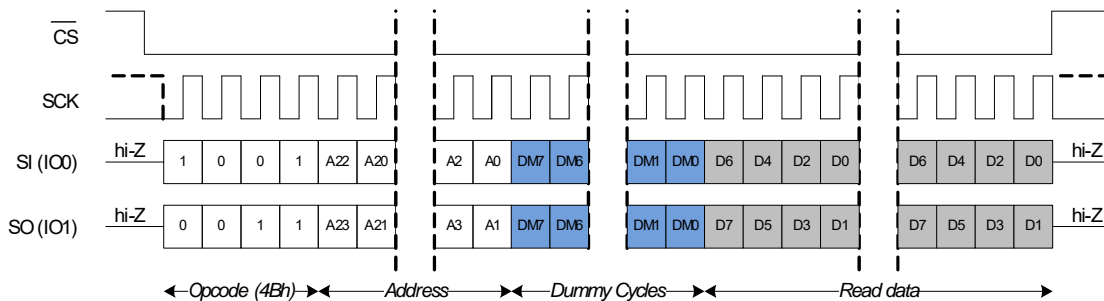 CS
SCK
SI (IO0) hi-Z 1 0 0 1 A22 A20 A2 A0 DM7 DM6 DM1 DM0 D6 D4 D2 D0 D6 D4 D2 D0 hi-Z
SO (IO1) hi-Z 0 0 1 1 A23 A21 A3 A1 DM7 DM6 DM1 DM0 D7 D5 D3 D1 D7 D5 D3 D1 hi-Z
Opcode (4Bh) Address Dummy Cycles Read data